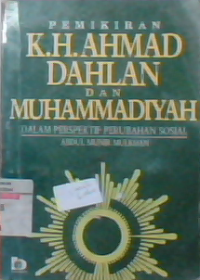 PEMIKIRAN
K.H. AHMAD
DAHLAN
DAN
MUHAMMADIYAH
DALAM PERSPEKTIF PERUBAHAN SOSIAL
ABDUL MUNIR MULKHAN